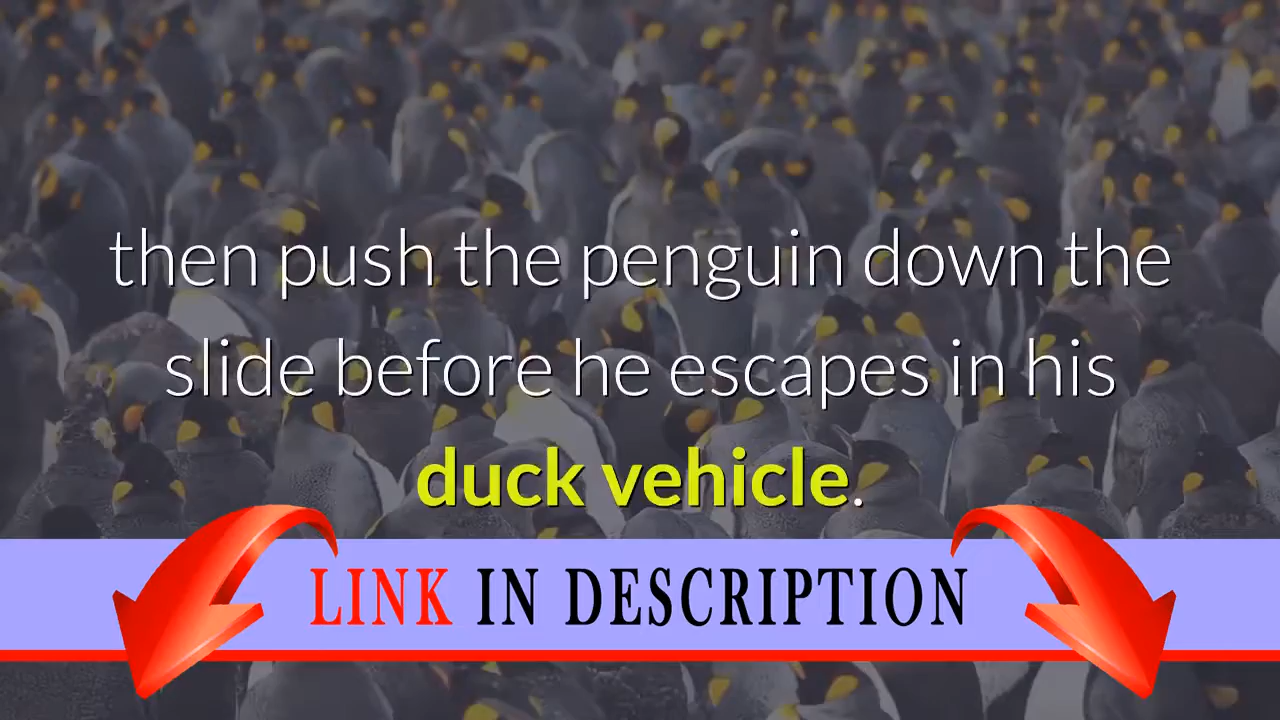 then push the penguin down the
slide before he escapes in his
duck vehicle.
LINK IN DESCRIPTION